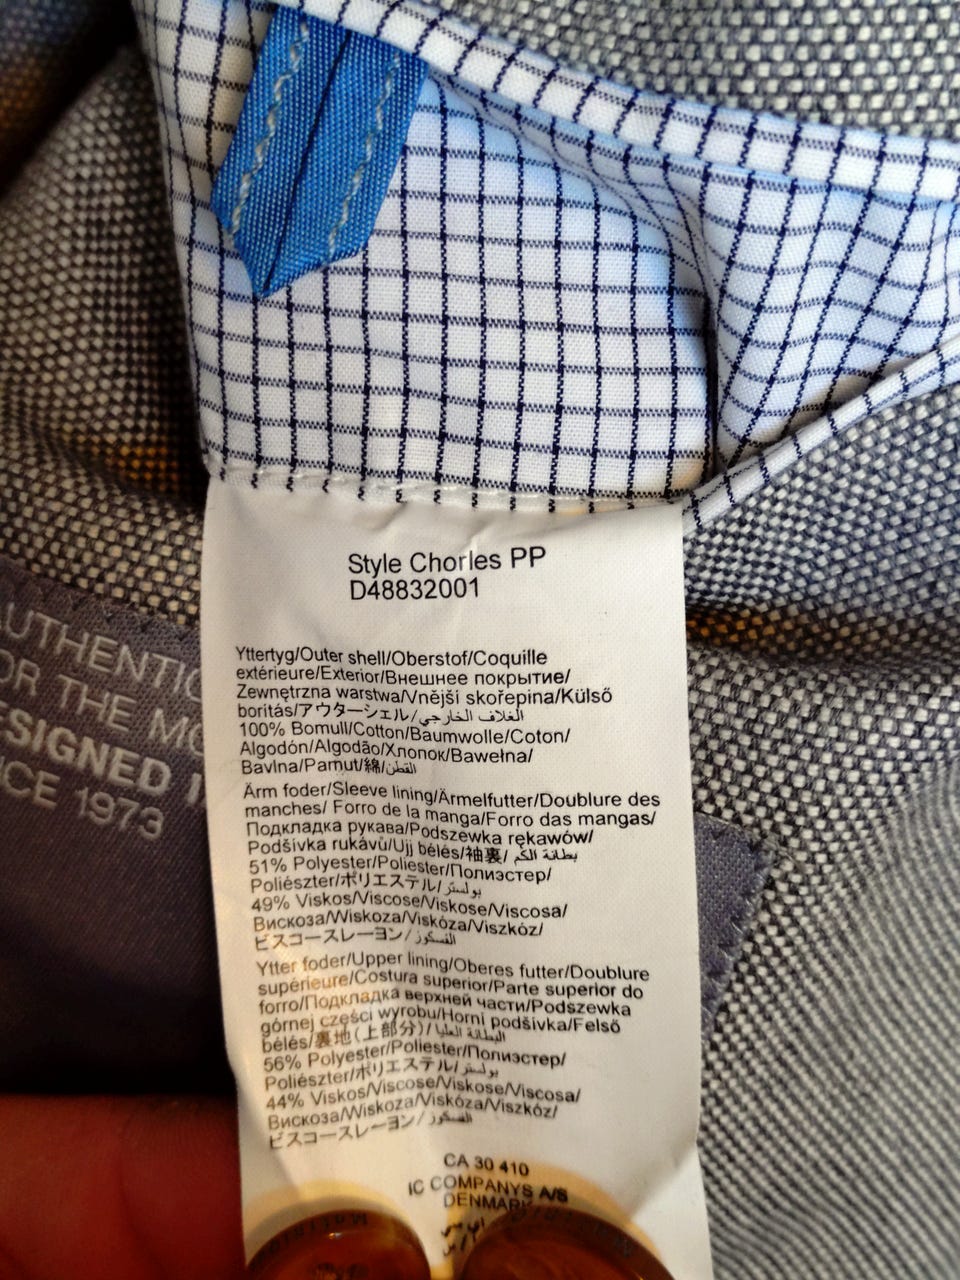 Style Chorles PP
D48832001
Yttertyg/Outer shell/Oberstof/Coquille
extérieure/Exterior/Внешнее покрытие/
Zewnętrzna warstwa/Vnější skořepina/Külső
borítás/アウターシェル/الغلاف الخارجي
100% Bomull/Cotton/Baumwolle/Coton/
Algodón/Algodão/Хлопок/Bawełna/
Bavlna/Pamut/綿/القطن
Ärm foder/Sleeve lining/Ärmelfutter/Doublure des
manches/ Forro de la manga/Forro das mangas/
Подкладка рукава/Podszewka rękawów/
Podšívka rukávů/Ujj bélés/袖裏/ بطانة الكم
51% Polyester/Poliester/Полиэстер/
Poliészter/ポリエステル/بولستر
49% Viskos/Viscose/Viskose/Viscosa/
Вискоза/Wiskoza/Viskóza/Viszkóz/
ビスコースレーヨン/الفسكوز
Ytter foder/Upper lining/Oberes futter/Doublure
supérieure/Costura superior/Parte superior do
forro/Подкладка верхней части/Podszewka
górnej części wyrobu/Horní podšívka/Felső
bélés/裏地(上部分)/البطانة العليا
56% Polyester/Poliester/Полиэстер/
Poliészter/ポリエステル/بولستر
44% Viskos/Viscose/Viskose/Viscosa/
Вискоза/Wiskoza/Viskóza/Viszkóz/
ビスコースレーヨン/الفسكوز
CA 30 410
IC COMPANYS A/S
DENMARK
AUTHENTIC
OR THE MO
ESIGNED I
NCE 1973